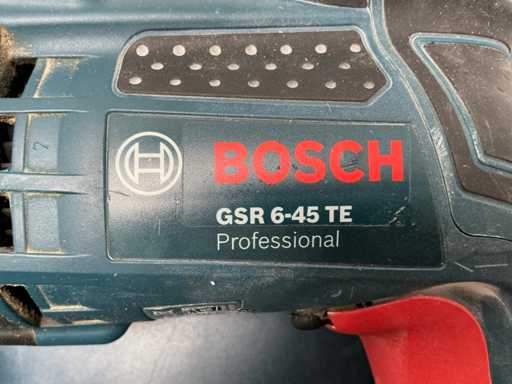 BOSCH
GSR 6-45 TE
Professional